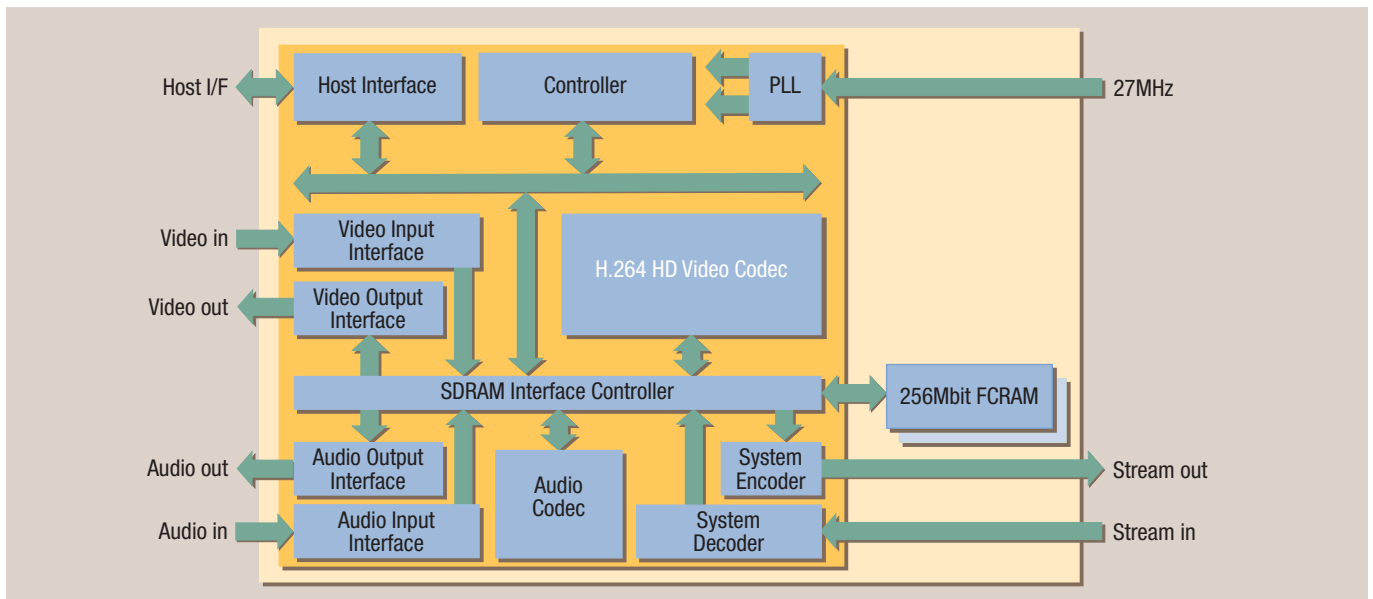 Host I/F
Host Interface
Controller
PLL
27MHz
Video in
Video Input
Interface
H.264 HD Video Codec
Video out
Video Output
Interface
SDRAM Interface Controller
256Mbit FCRAM
Audio out
Audio Output
Interface
Audio
Codec
System
Encoder
Stream out
Audio in
Audio Input
Interface
System
Decoder
Stream in